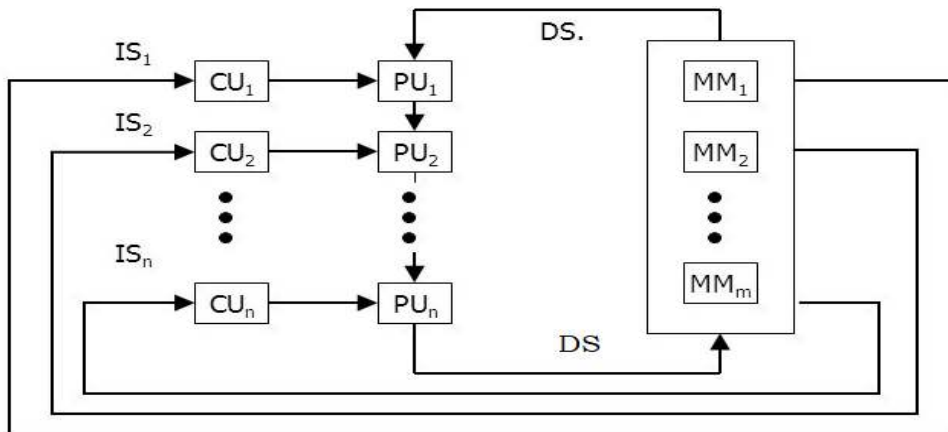 DS.
IS₁
CU₁ PU₁ MM₁
IS₂
CU₂ PU₂ MM₂
ISₙ
CUₙ PUₙ MMₘ
DS